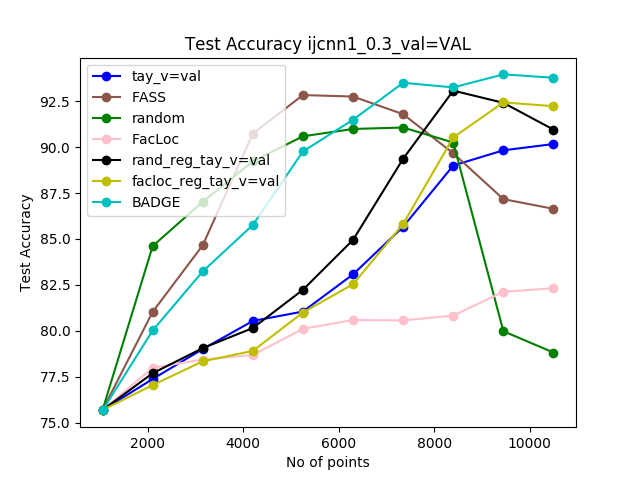 Test Accuracy ijcnn1_0.3_val=VAL
tay_v=val
FASS
random
FacLoc
rand_reg_tay_v=val
facloc_reg_tay_v=val
BADGE
Test Accuracy
92.5
90.0
87.5
85.0
82.5
80.0
77.5
75.0
2000 4000 6000 8000 10000
No of points